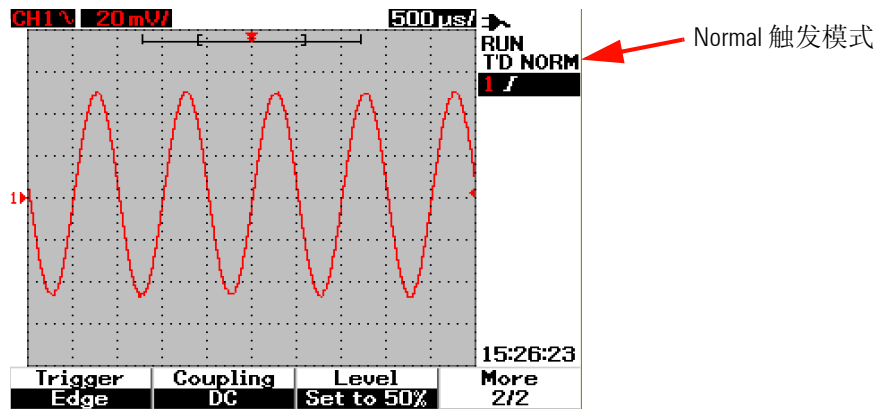 CH1 20 mV/ 500 µs/
RUN
T'D NORM
Normal 触发模式
1
1
15:26:23
Trigger Coupling Level More
Edge DC Set to 50% 2/2